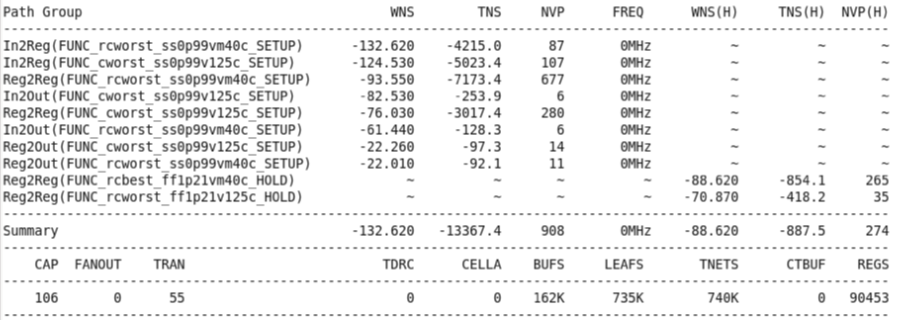 Path Group WNS TNS NVP FREQ WNS(H) TNS(H) NVP(H)
In2Reg(FUNC_rcworst_ss0p99vm40c_SETUP) -132.620 -4215.0 87 0MHz ~ ~ ~
In2Reg(FUNC_cworst_ss0p99v125c_SETUP) -124.530 -5023.4 107 0MHz ~ ~ ~
Reg2Reg(FUNC_rcworst_ss0p99vm40c_SETUP) -93.550 -7173.4 677 0MHz ~ ~ ~
In2Out(FUNC_cworst_ss0p99v125c_SETUP) -82.530 -253.9 6 0MHz ~ ~ ~
Reg2Reg(FUNC_cworst_ss0p99v125c_SETUP) -76.030 -3017.4 280 0MHz ~ ~ ~
In2Out(FUNC_rcworst_ss0p99vm40c_SETUP) -61.440 -128.3 6 0MHz ~ ~ ~
Reg2Out(FUNC_cworst_ss0p99v125c_SETUP) -22.260 -97.3 14 0MHz ~ ~ ~
Reg2Out(FUNC_rcworst_ss0p99vm40c_SETUP) -22.010 -92.1 11 0MHz ~ ~ ~
Reg2Reg(FUNC_rcbest_ff1p21vm40c_HOLD) ~ ~ ~ ~ -88.620 -854.1 265
Reg2Reg(FUNC_rcworst_ff1p21v125c_HOLD) ~ ~ ~ ~ -70.870 -418.2 35
Summary -132.620 -13367.4 908 0MHz -88.620 -887.5 274
CAP FANOUT TRAN TDRC CELLA BUFS LEAFS TNETS CTBUF REGS
106 0 55 0 0 162K 735K 740K 0 90453